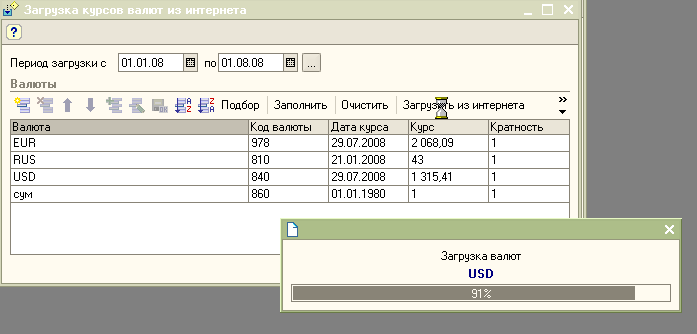 Загрузка курсов валют из интернета
Период загрузки с 01.01.08 по 01.08.08 ...
Валюты
Подбор Заполнить Очистить Загрузить из интернета
Валюта Код валюты Дата курса Курс Кратность
EUR 978 29.07.2008 2 068,09 1
RUS 810 21.01.2008 43 1
USD 840 29.07.2008 1 315,41 1
сум 860 01.01.1980 1 1
Загрузка валют
USD
91%